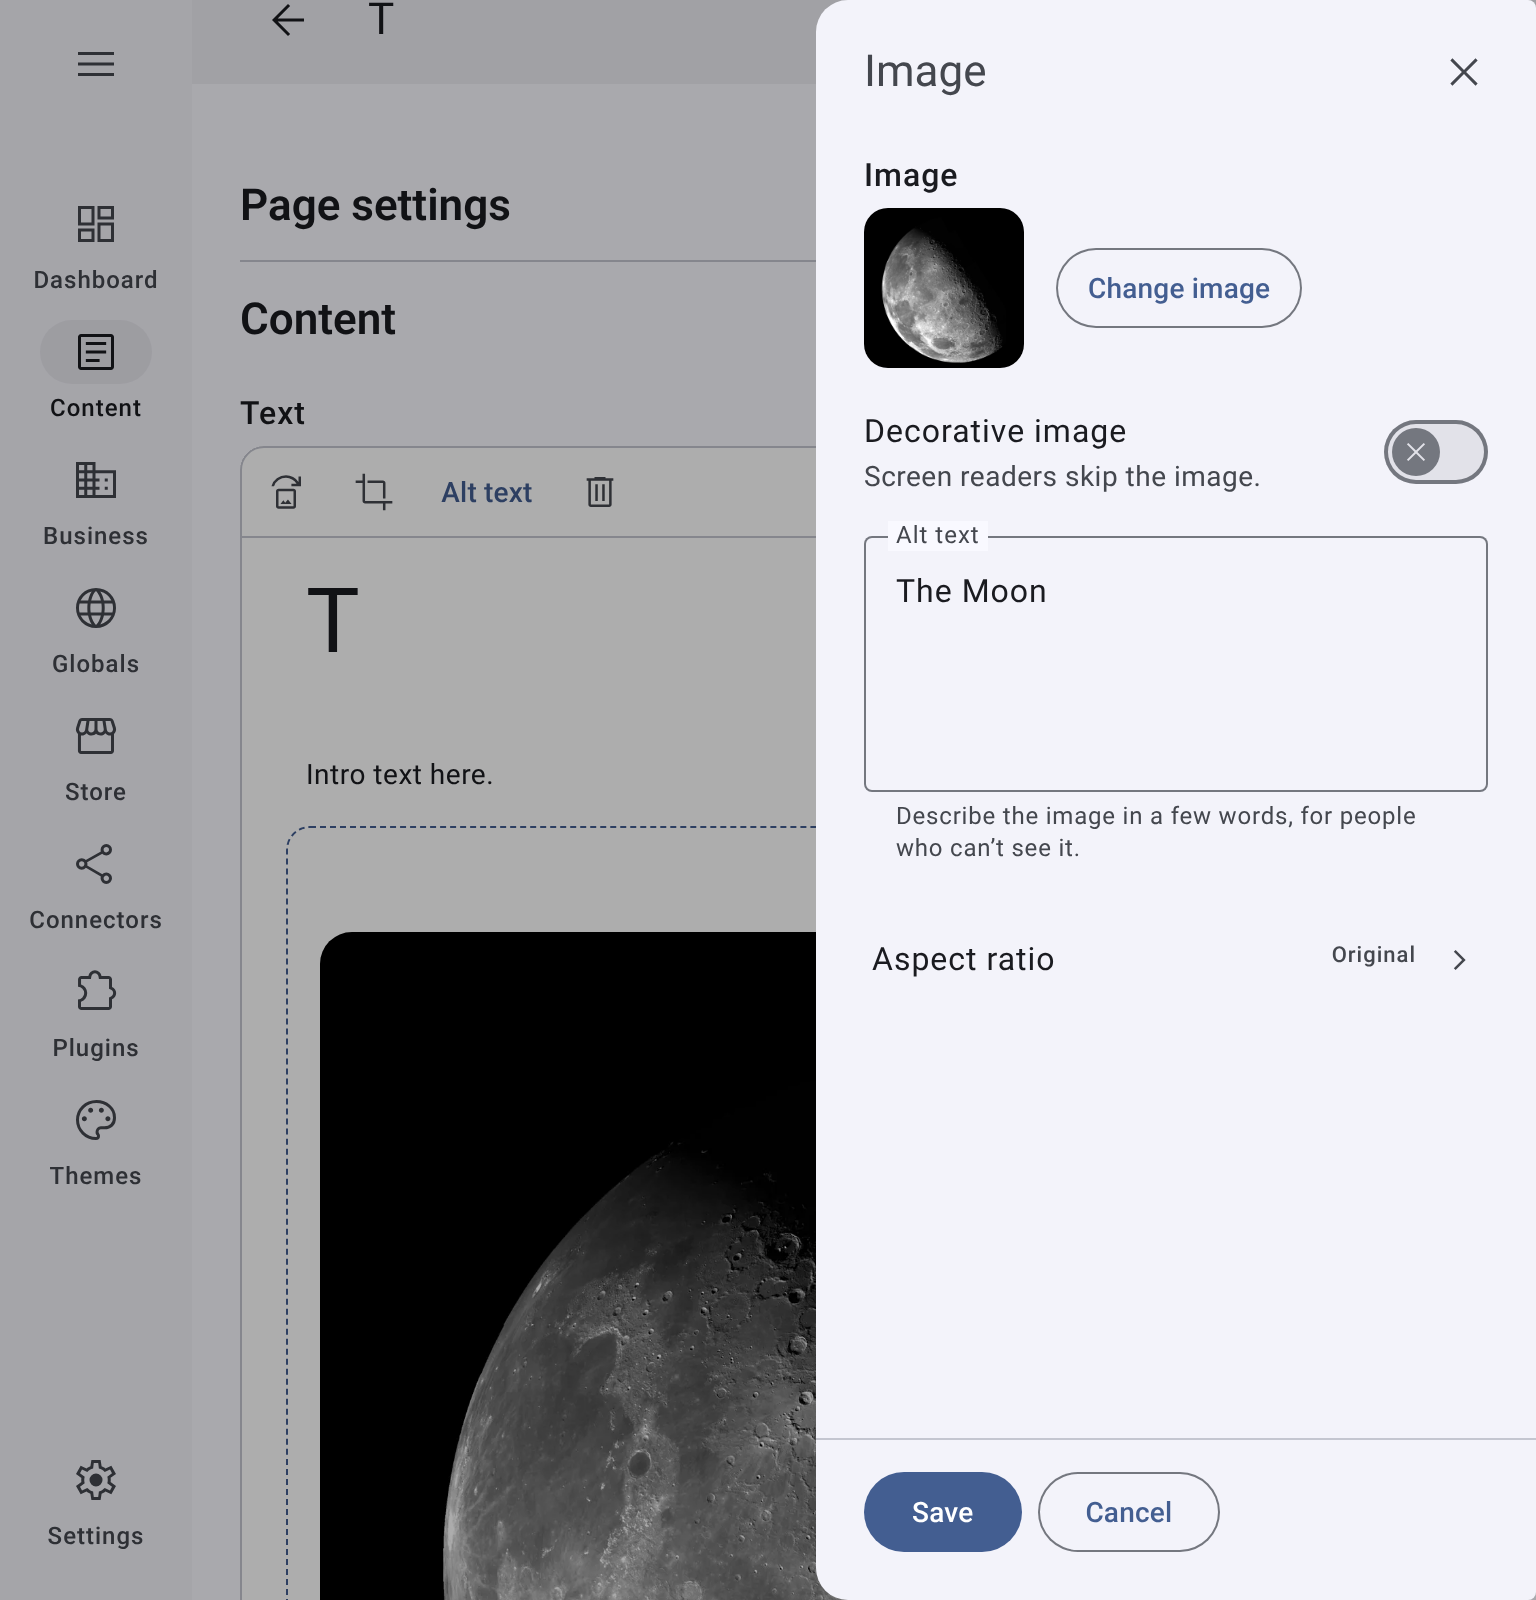 T
Dashboard
Content
Business
Globals
Store
Connectors
Plugins
Themes
Settings
Page settings
Content
Text
Alt text
T
Intro text here.
Image
Image
Change image
Decorative image
Screen readers skip the image.
Alt text
The Moon
Describe the image in a few words, for people
who can’t see it.
Aspect ratio
Original
Save
Cancel